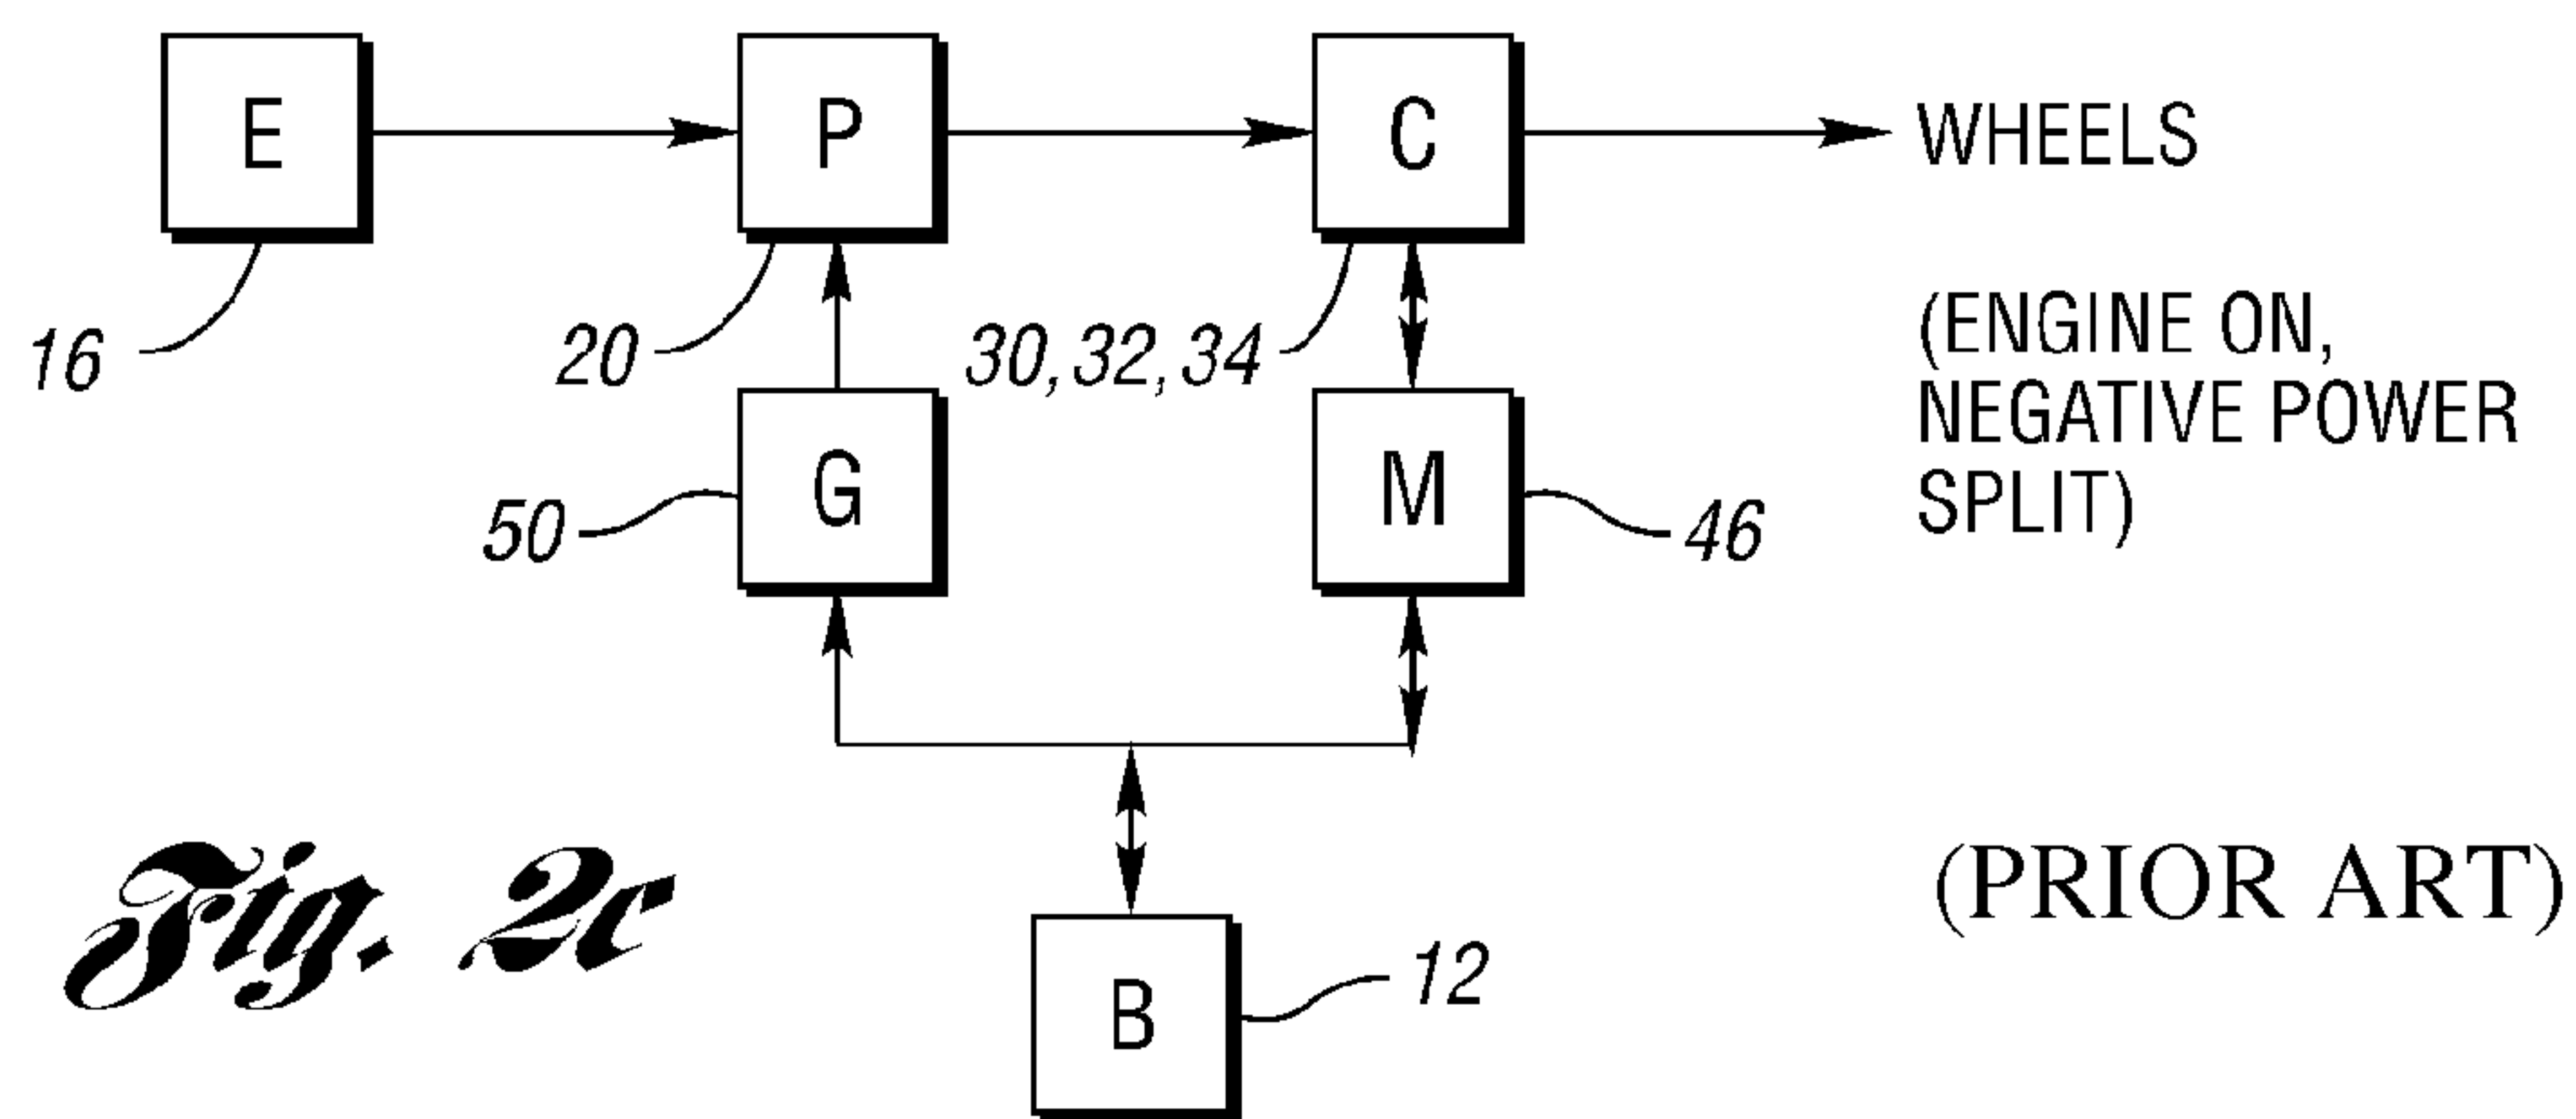 E
P
C
WHEELS
16
20
30, 32, 34
(ENGINE ON,
NEGATIVE POWER
SPLIT)
G
M
50
46
Fig. 2c
(PRIOR ART)
B
12